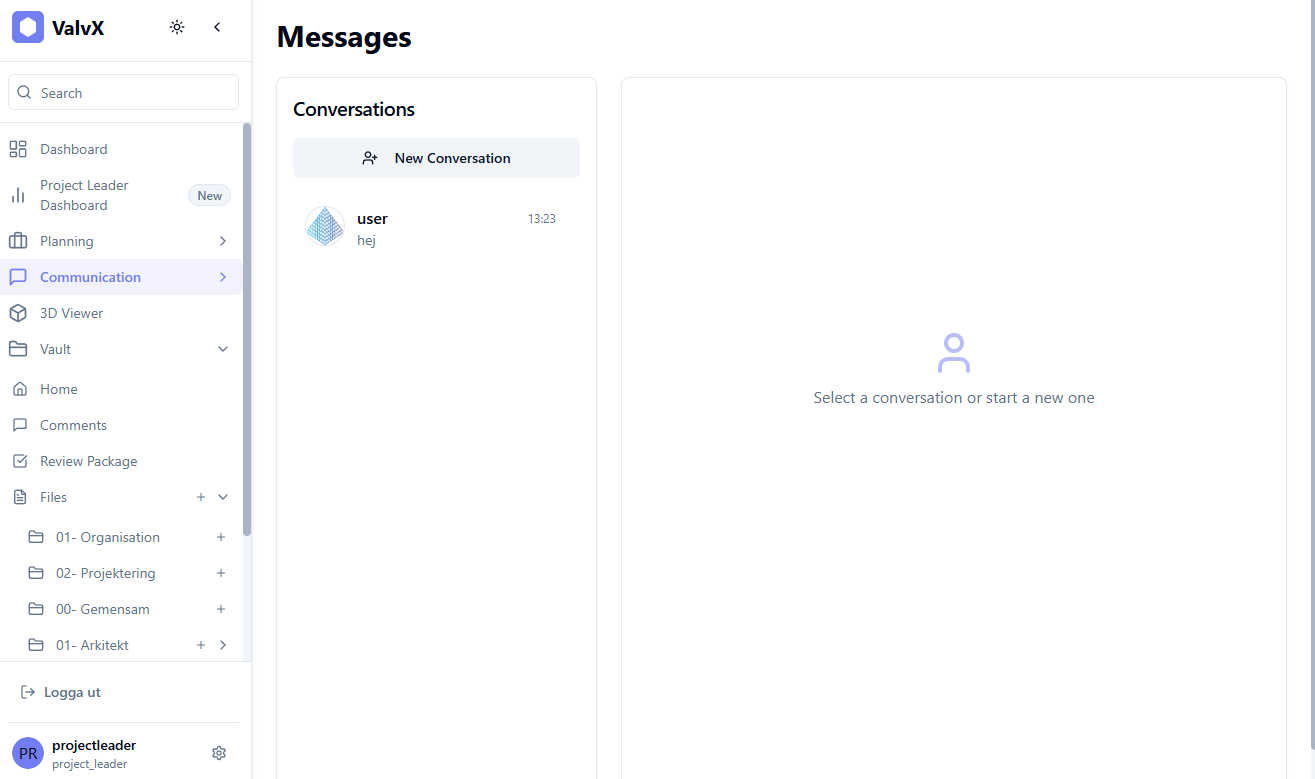 ValvX
Search
Dashboard
Project Leader
Dashboard
New
Planning
Communication
3D Viewer
Vault
Home
Comments
Review Package
Files
01- Organisation
02- Projektering
00- Gemensam
01- Arkitekt
Logga ut
PR
projectleader
project_leader
Messages
Conversations
New Conversation
user
13:23
hej
Select a conversation or start a new one